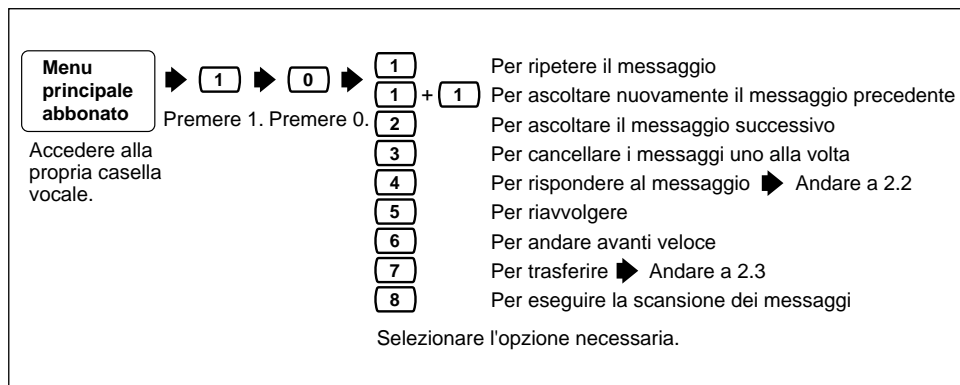 Menu
principale
abbonato
Accedere alla
propria casella
vocale.
1
Premere 1.
0
Premere 0.
1 Per ripetere il messaggio
1 + 1 Per ascoltare nuovamente il messaggio precedente
2 Per ascoltare il messaggio successivo
3 Per cancellare i messaggi uno alla volta
4 Per rispondere al messaggio Andare a 2.2
5 Per riavvolgere
6 Per andare avanti veloce
7 Per trasferire Andare a 2.3
8 Per eseguire la scansione dei messaggi
Selezionare l'opzione necessaria.